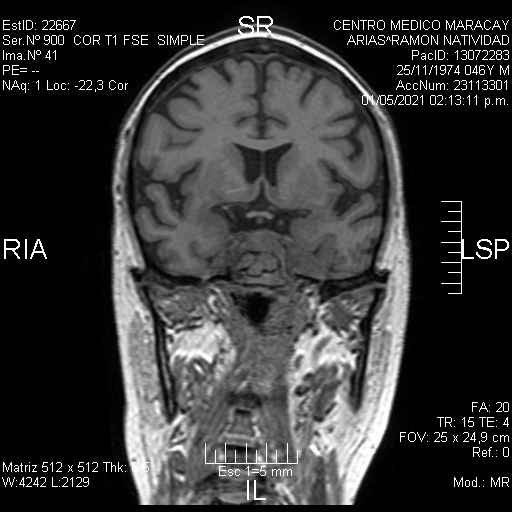 EstID: 22667
Ser.Nº 900 COR T1 FSE SIMPLE
Ima.Nº 41
PE= --
NAq: 1 Loc: -22,3 Cor
SR
CENTRO MEDICO MARACAY
ARIAS^RAMON NATIVIDAD
PacID: 13072283
25/11/1974 046Y M
AccNum: 23113301
01/05/2021 02:13:11 p.m.
RIA
LSP
FA: 20
TR: 15 TE: 4
FOV: 25 x 24,9 cm
Ref.: 0
Mod.: MR
Matriz 512 x 512 Thk: 0,5
W:4242 L:2129
Esc 1=5 mm
IL